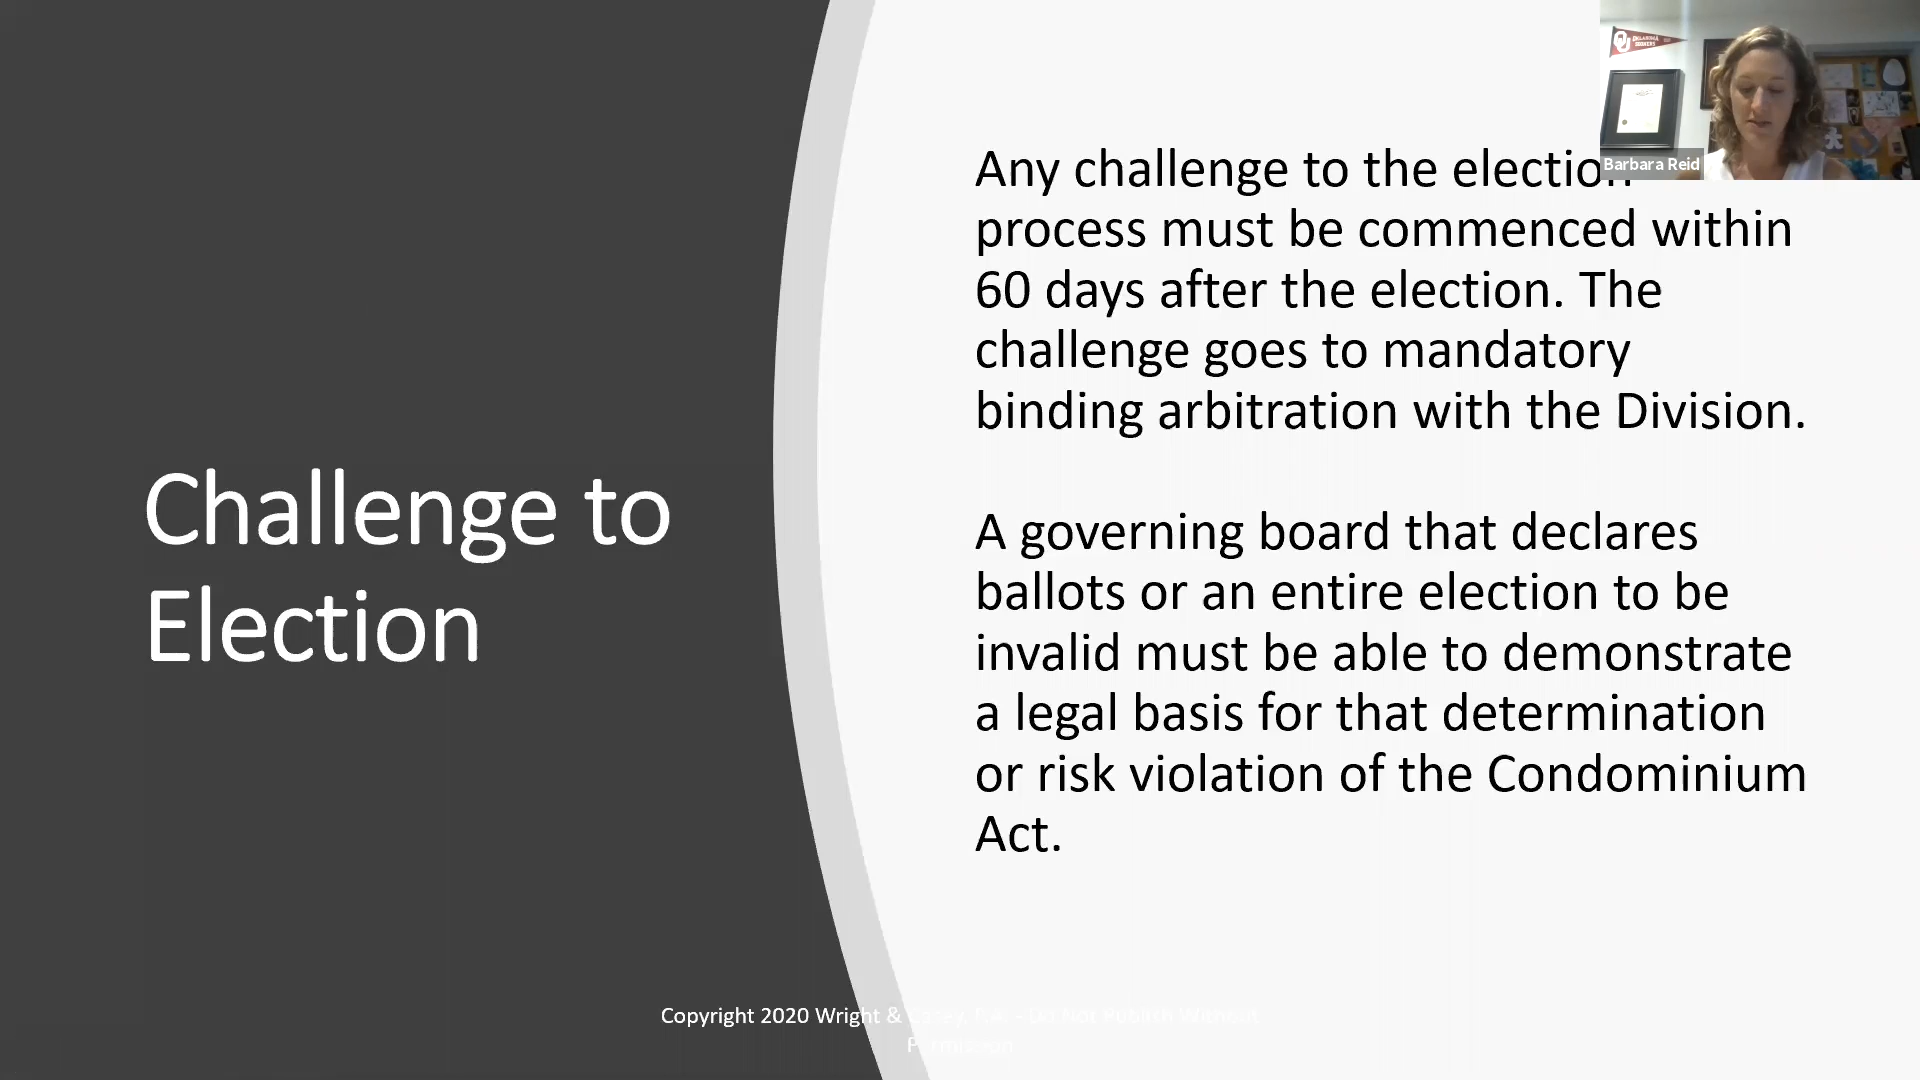 Challenge to
Election
Any challenge to the election
process must be commenced within
60 days after the election. The
challenge goes to mandatory
binding arbitration with the Division.
A governing board that declares
ballots or an entire election to be
invalid must be able to demonstrate
a legal basis for that determination
or risk violation of the Condominium
Act.
Barbara Reid
OU OKLAHOMA
SOONERS
Copyright 2020 Wright & Casey, P.A. - Do Not Publish Without
Permission